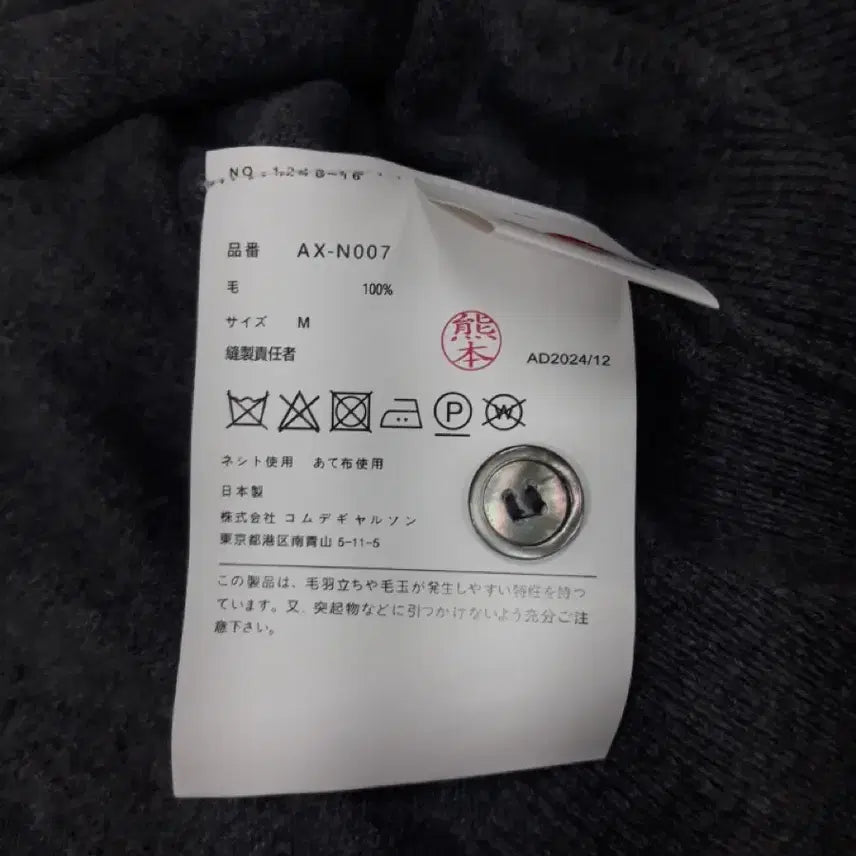 NO. 1248-16
品番 AX-N007
毛 100%
サイズ M
縫製責任者 熊本 AD2024/12
P W
ネット使用 あて布使用
日本製
株式会社 コムデギャルソン
東京都港区南青山 5-11-5
この製品は、毛羽立ちや毛玉が発生しやすい特性を持つ
ています。又、突起物などに引つかけないよう充分ご注
意下さい。